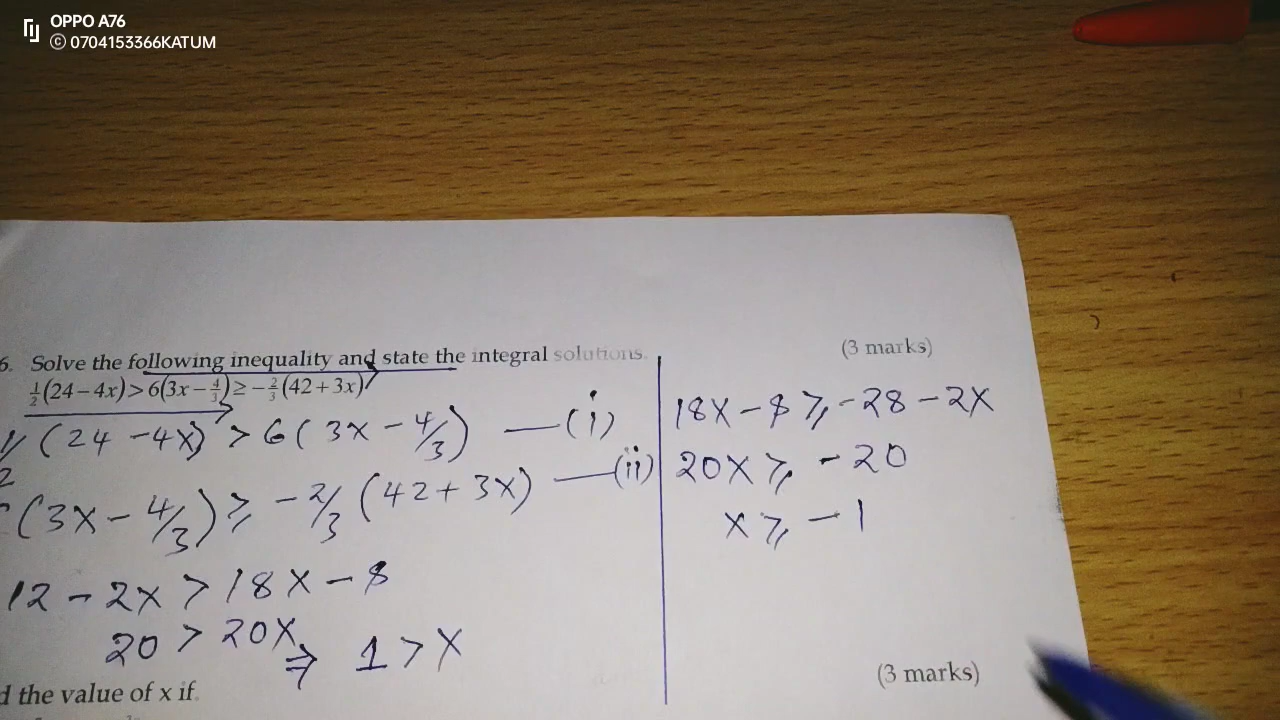 OPPO A76
© 0704153366KATUM
6. Solve the following inequality and state the integral solutions.
(3 marks)
½(24−4x)>6(3x−4/3)≥−⅔(42+3x)
½ (24 −4x) > 6( 3x − 4/3) —(i)
(3x − 4/3) ⩾ −2/3 (42+ 3x) —(ii)
12 − 2x > 18x − 8
20 > 20x ⇒ 1 > x
18x − 8 ⩾ −28 − 2x
20x ⩾ −20
x ⩾ −1
d the value of x if
(3 marks)